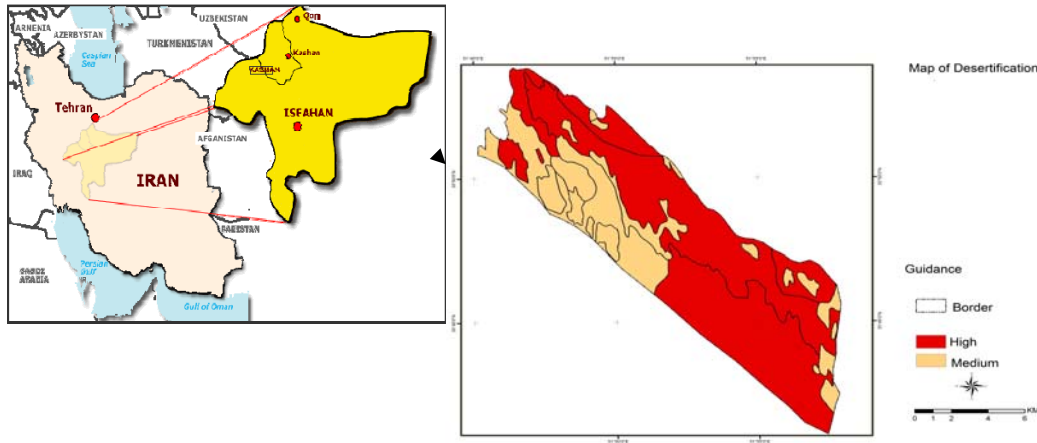 ARMENIA
AZERBYSTAN
UZBEKISTAN
TURKMENISTAN
Caspian
Sea
Qom
Kashan
KASHAN
ISFAHAN
Tehran
AFGANISTAN
IRAQ
IRAN
PAKISTAN
Persian
Gulf
ARABIA
Gulf of Oman
Map of Desertification
Guidance
Border
High
Medium
0 1 2 4 6 KM